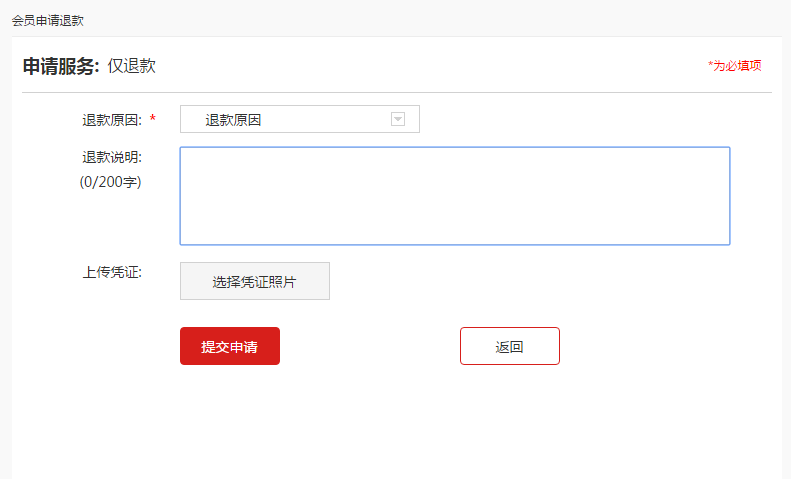 会员申请退款
申请服务: 仅退款
*为必填项
退款原因: * 退款原因
退款说明:
(0/200字)
上传凭证: 选择凭证照片
提交申请 返回